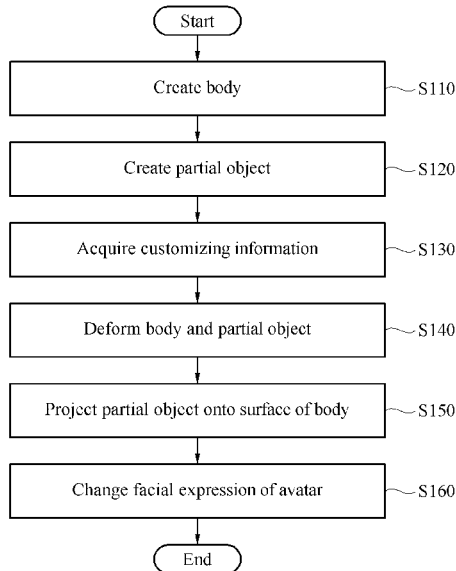 Start
Create body
S110
Create partial object
S120
Acquire customizing information
S130
Deform body and partial object
S140
Project partial object onto surface of body
S150
Change facial expression of avatar
S160
End